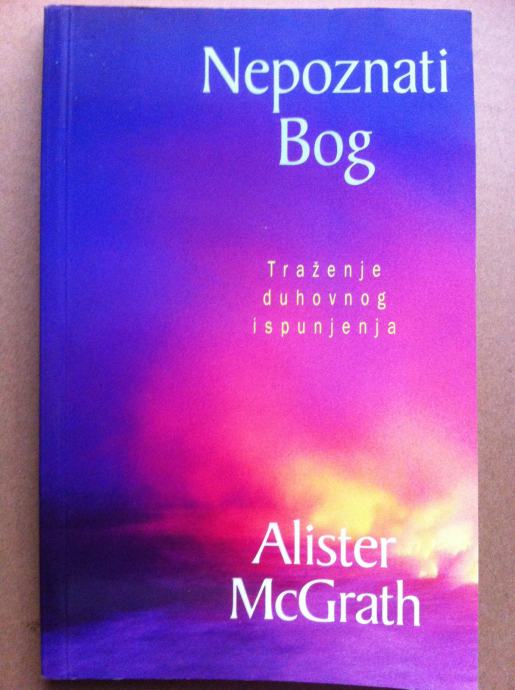 Nepoznati
Bog
Traženje
duhovnog
ispunjenja
Alister
McGrath